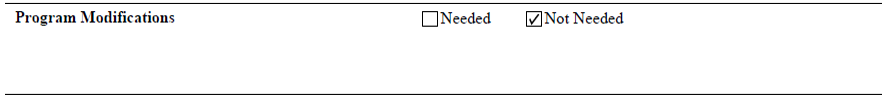 Program Modifications ☐ Needed ☑ Not Needed